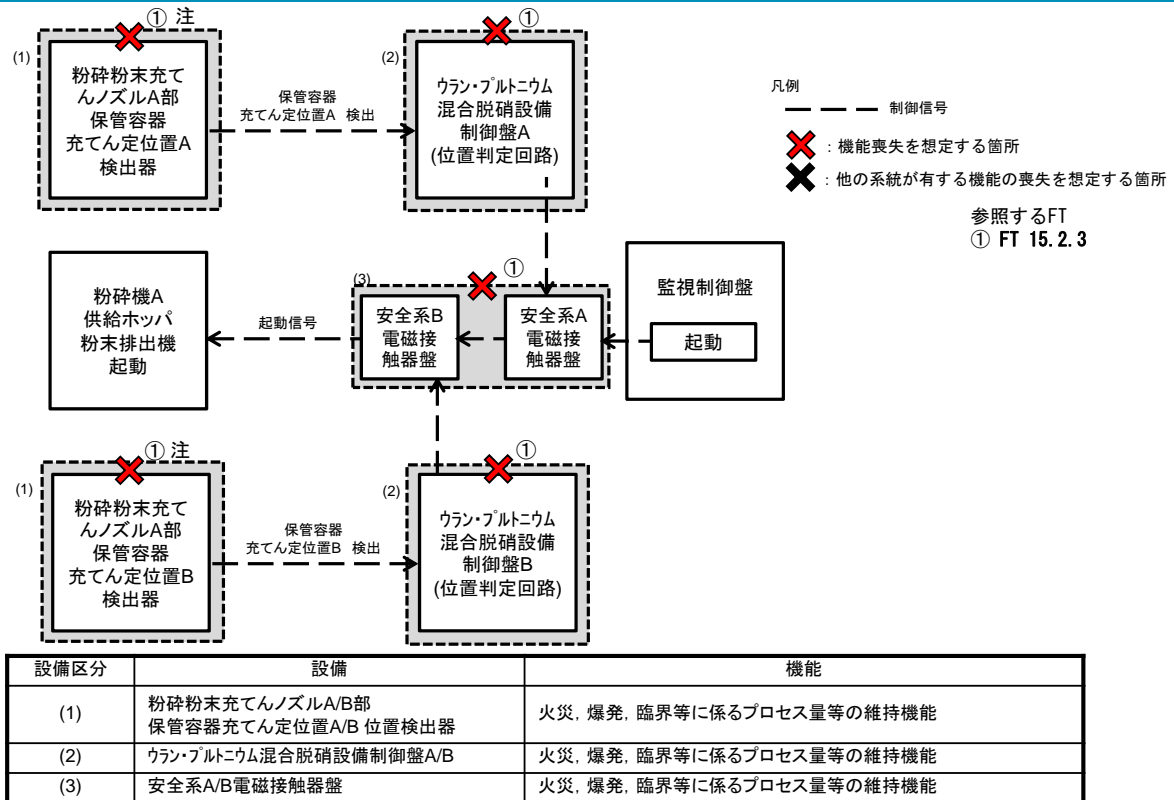 ① 注
(1)
粉砕粉末充て
んノズルA部
保管容器
充てん定位置A
検出器
保管容器
充てん定位置A 検出
①
(2)
ウラン・プルトニウム
混合脱硝設備
制御盤A
(位置判定回路)
凡例
制御信号
：機能喪失を想定する箇所
：他の系統が有する機能の喪失を想定する箇所
参照するFT
① FT 15.2.3
粉砕機A
供給ホッパ
粉末排出機
起動
起動信号
(3)
①
安全系B
電磁接
触器盤
安全系A
電磁接
触器盤
監視制御盤
起動
① 注
(1)
粉砕粉末充て
んノズルA部
保管容器
充てん定位置B
検出器
保管容器
充てん定位置B 検出
①
(2)
ウラン・プルトニウム
混合脱硝設備
制御盤B
(位置判定回路)
設備区分 設備 機能
(1) 粉砕粉末充てんノズルA/B部
保管容器充てん定位置A/B 位置検出器 火災，爆発，臨界等に係るプロセス量等の維持機能
(2) ウラン・プルトニウム混合脱硝設備制御盤A/B 火災，爆発，臨界等に係るプロセス量等の維持機能
(3) 安全系A/B電磁接触器盤 火災，爆発，臨界等に係るプロセス量等の維持機能